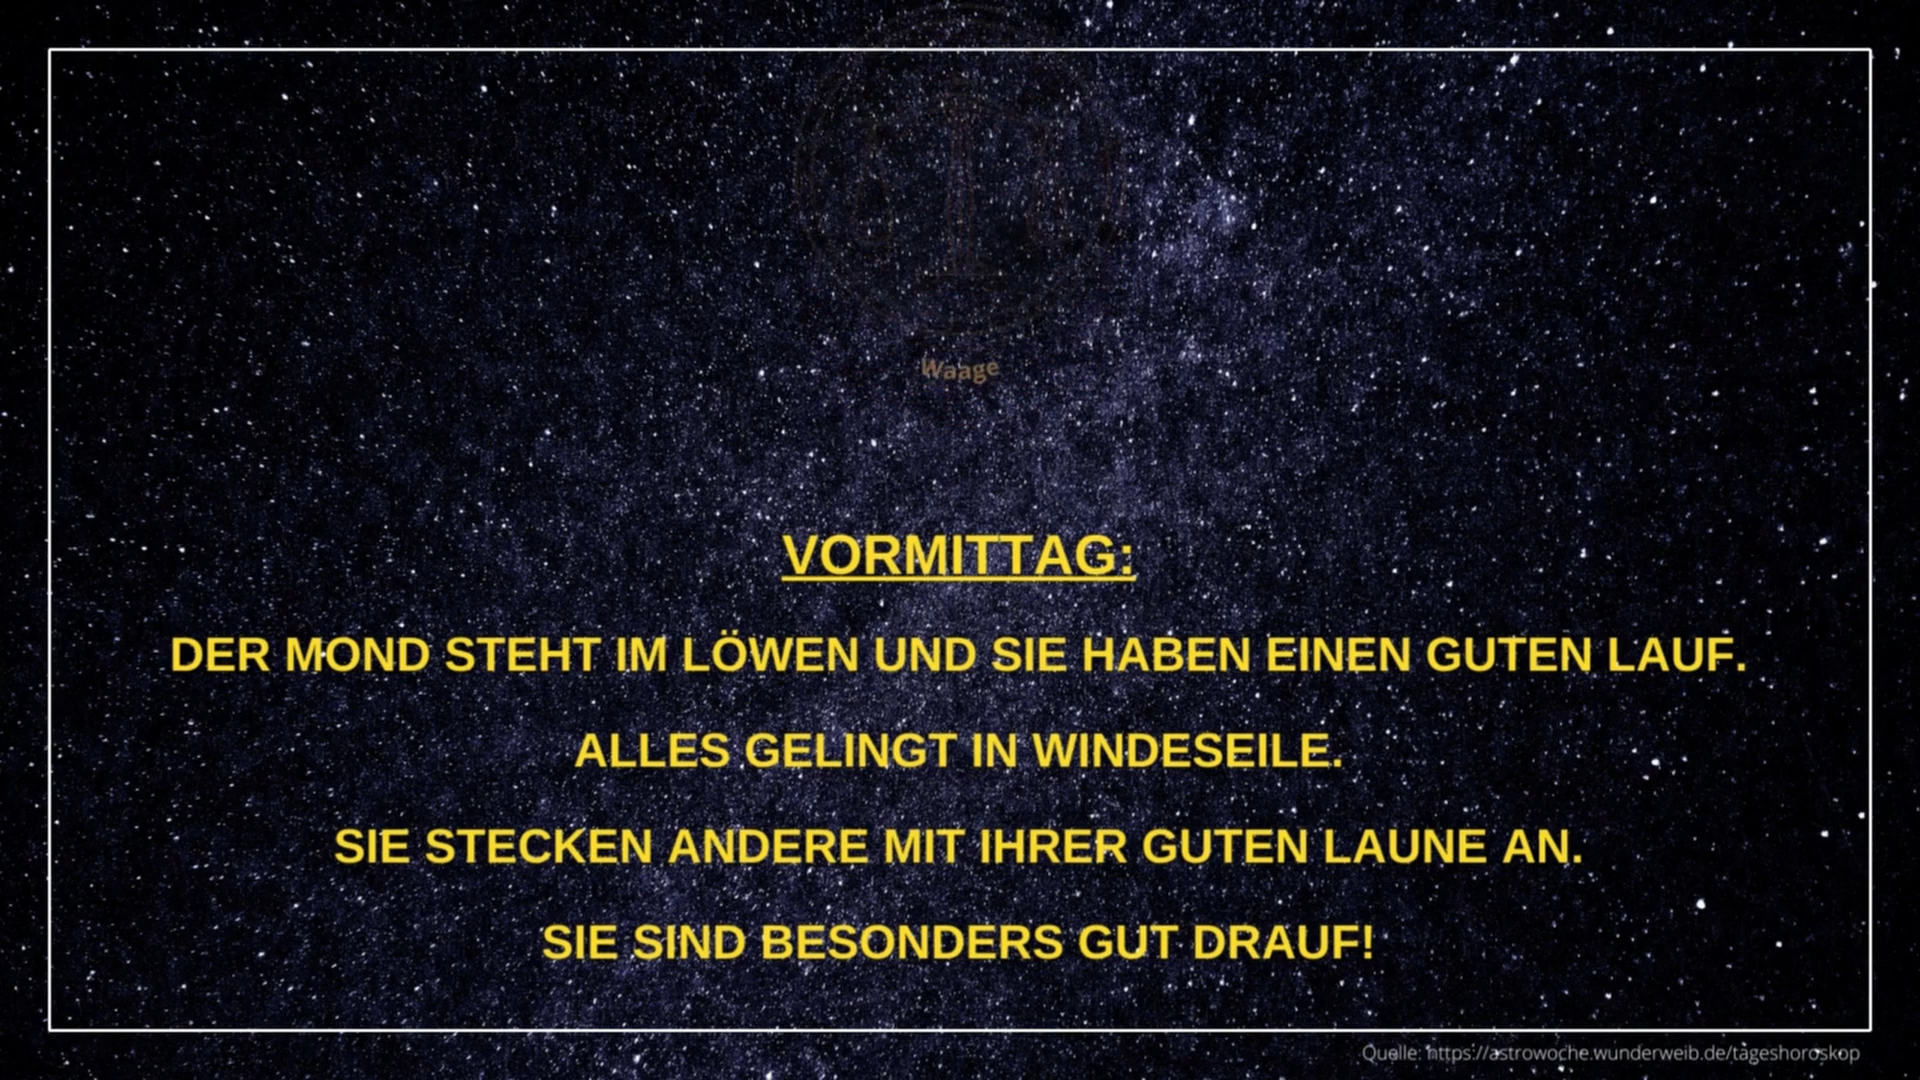 Waage
VORMITTAG:
DER MOND STEHT IM LÖWEN UND SIE HABEN EINEN GUTEN LAUF.
ALLES GELINGT IN WINDESEILE.
SIE STECKEN ANDERE MIT IHRER GUTEN LAUNE AN.
SIE SIND BESONDERS GUT DRAUF!
Quelle: https://astrowoche.wunderweib.de/tageshoroskop